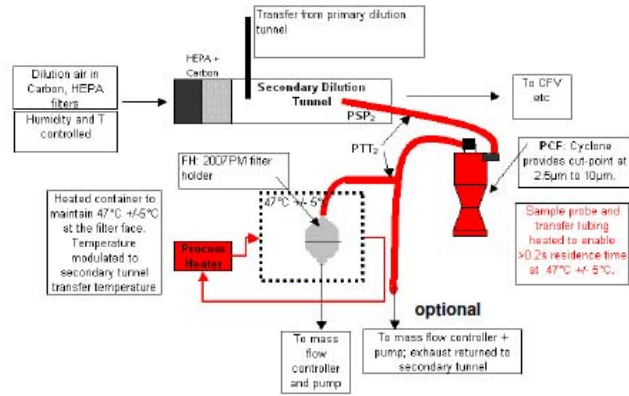 Transfer from primary dilution
tunnel
HEPA +
Carbon
Dilution air in
Carbon, HEPA
filters
Humidity and T
controlled
Secondary Dilution
Tunnel
PSP₂
To CFV
etc
PTT₂
FH: 2007PM filter
holder
PCF: Cyclone
provides cut-point at
2.5µm to 10µm.
Heated container to
maintain 47°C +/-5°C
at the filter face.
Temperature
modulated to
secondary tunnel
transfer temperature
47°C +/- 5°C
Process
Heater
Sample probe and
transfer tubing
heated to enable
>0.2s residence time
at 47°C +/- 5°C.
optional
To mass flow
controller
and pump
To mass flow controller +
pump; exhaust returned to
secondary tunnel